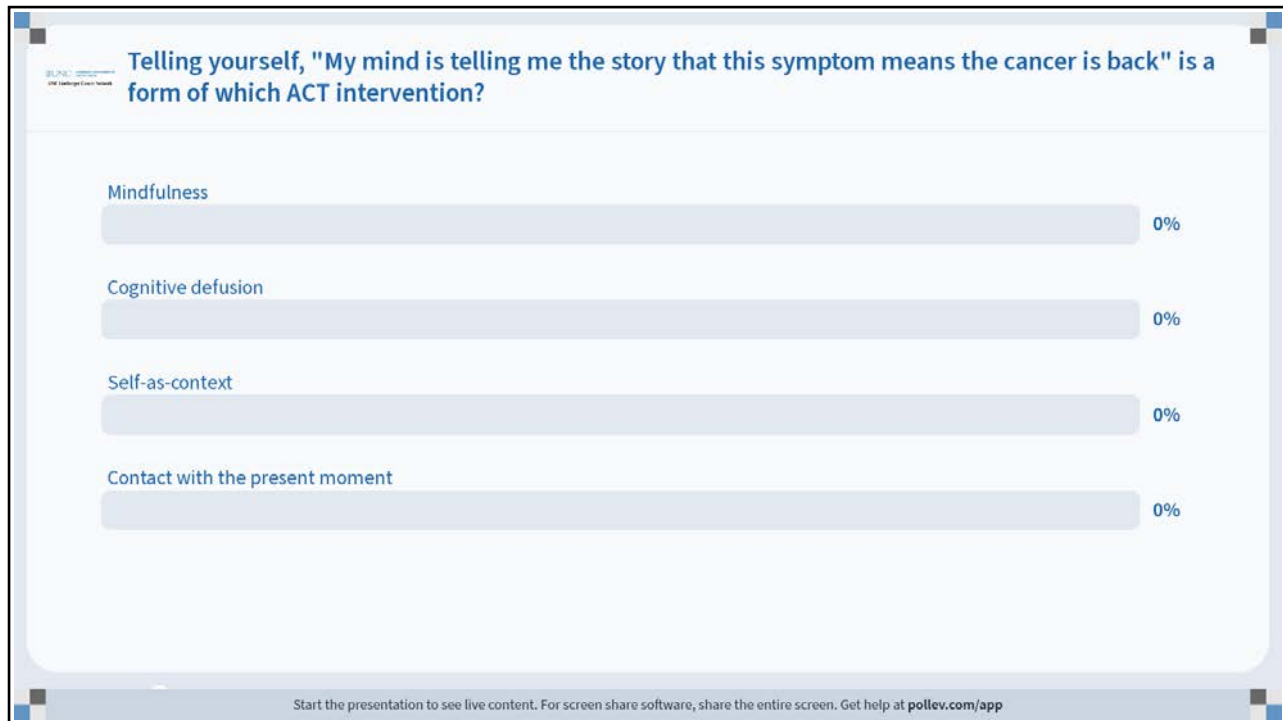 Telling yourself, "My mind is telling me the story that this symptom means the cancer is back" is a
form of which ACT intervention?
Mindfulness
0%
Cognitive defusion
0%
Self-as-context
0%
Contact with the present moment
0%
Start the presentation to see live content. For screen share software, share the entire screen. Get help at pollev.com/app